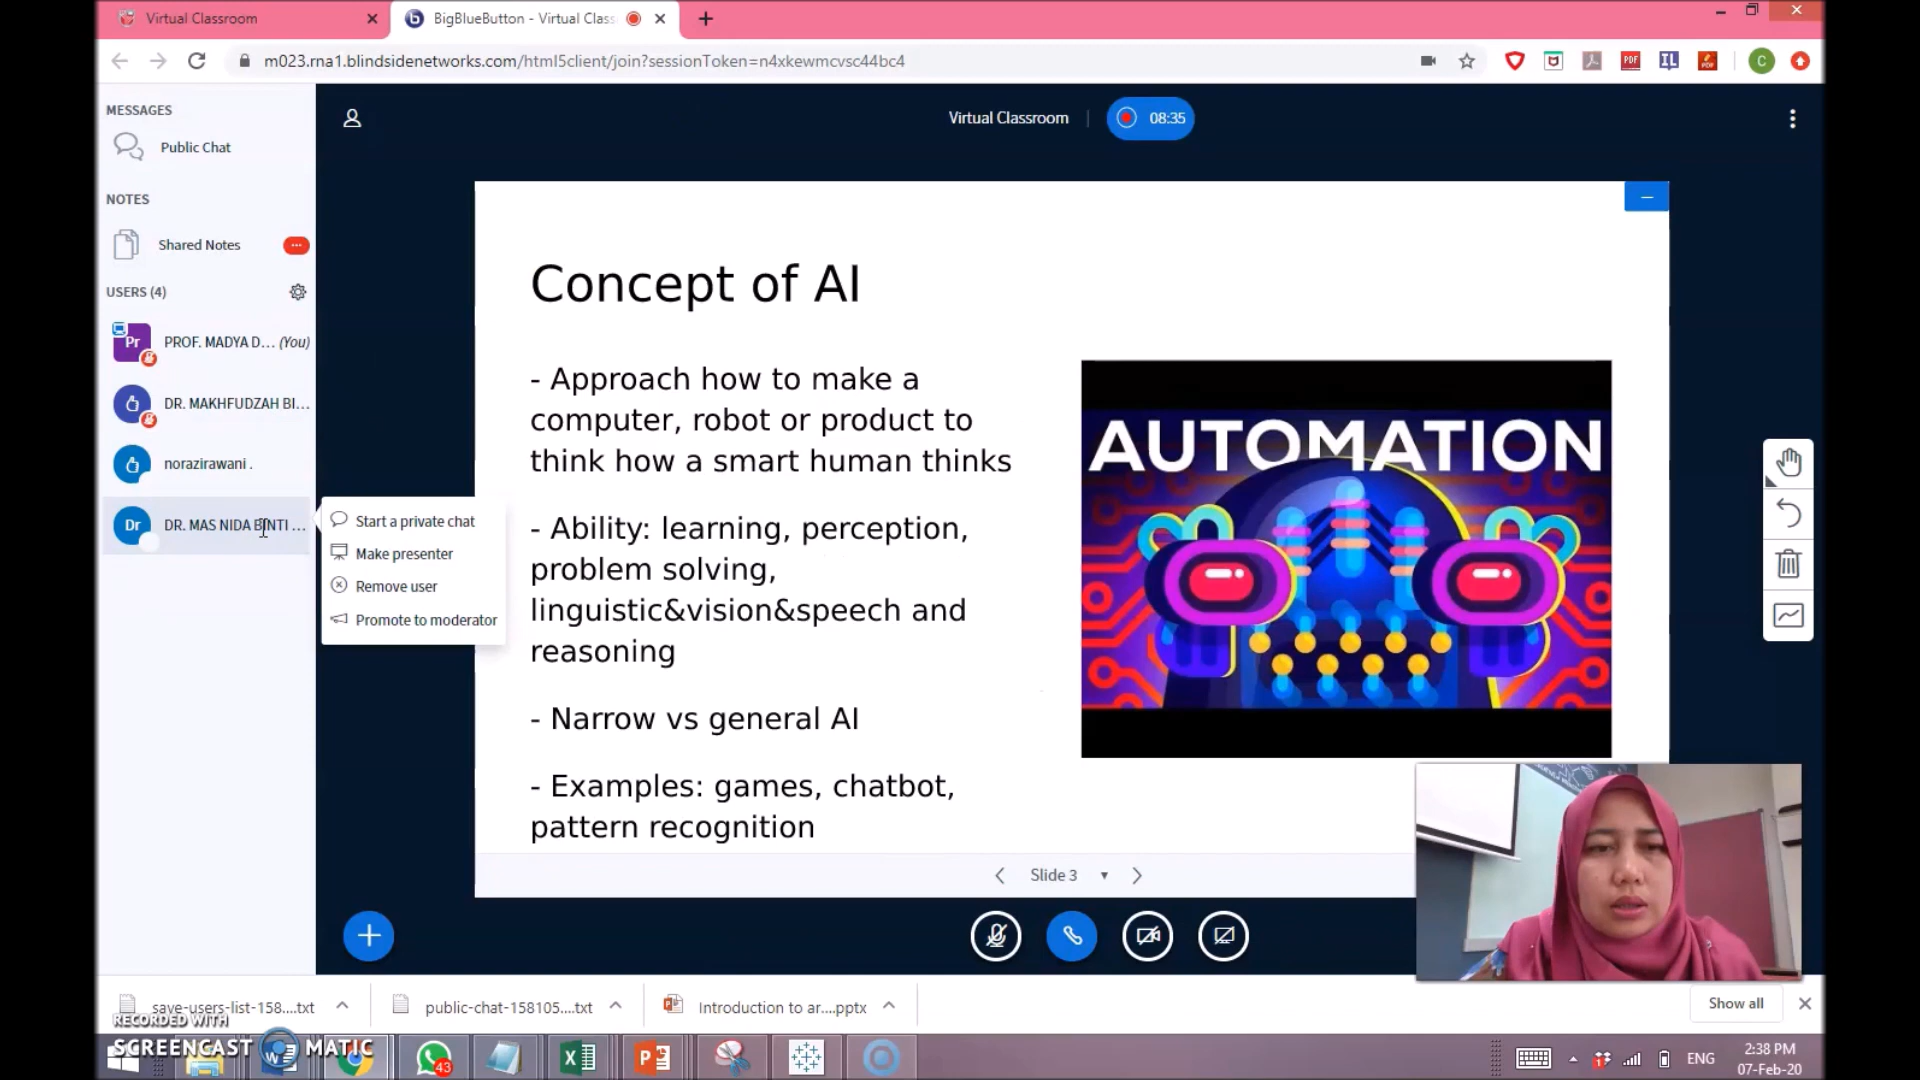 Virtual Classroom
BigBlueButton - Virtual Class
m023.rna1.blindsidenetworks.com/html5client/join?sessionToken=n4xkewmcvsc44bc4
PDF
IL
C
MESSAGES
Public Chat
NOTES
Shared Notes
USERS (4)
Pr PROF. MADYA D... (You)
DR. MAKHFUDZAH BI...
norazirawani .
Dr DR. MAS NIDA BINTI ...
Start a private chat
Make presenter
Remove user
Promote to moderator
Virtual Classroom
08:35
Concept of AI
- Approach how to make a
computer, robot or product to
think how a smart human thinks
- Ability: learning, perception,
problem solving,
linguistic&vision&speech and
reasoning
- Narrow vs general AI
- Examples: games, chatbot,
pattern recognition
AUTOMATION
Slide 3
save-users-list-158....txt
public-chat-158105....txt
Introduction to ar....pptx
Show all
RECORDED WITH
SCREENCAST MATIC
43
ENG
2:38 PM
07-Feb-20